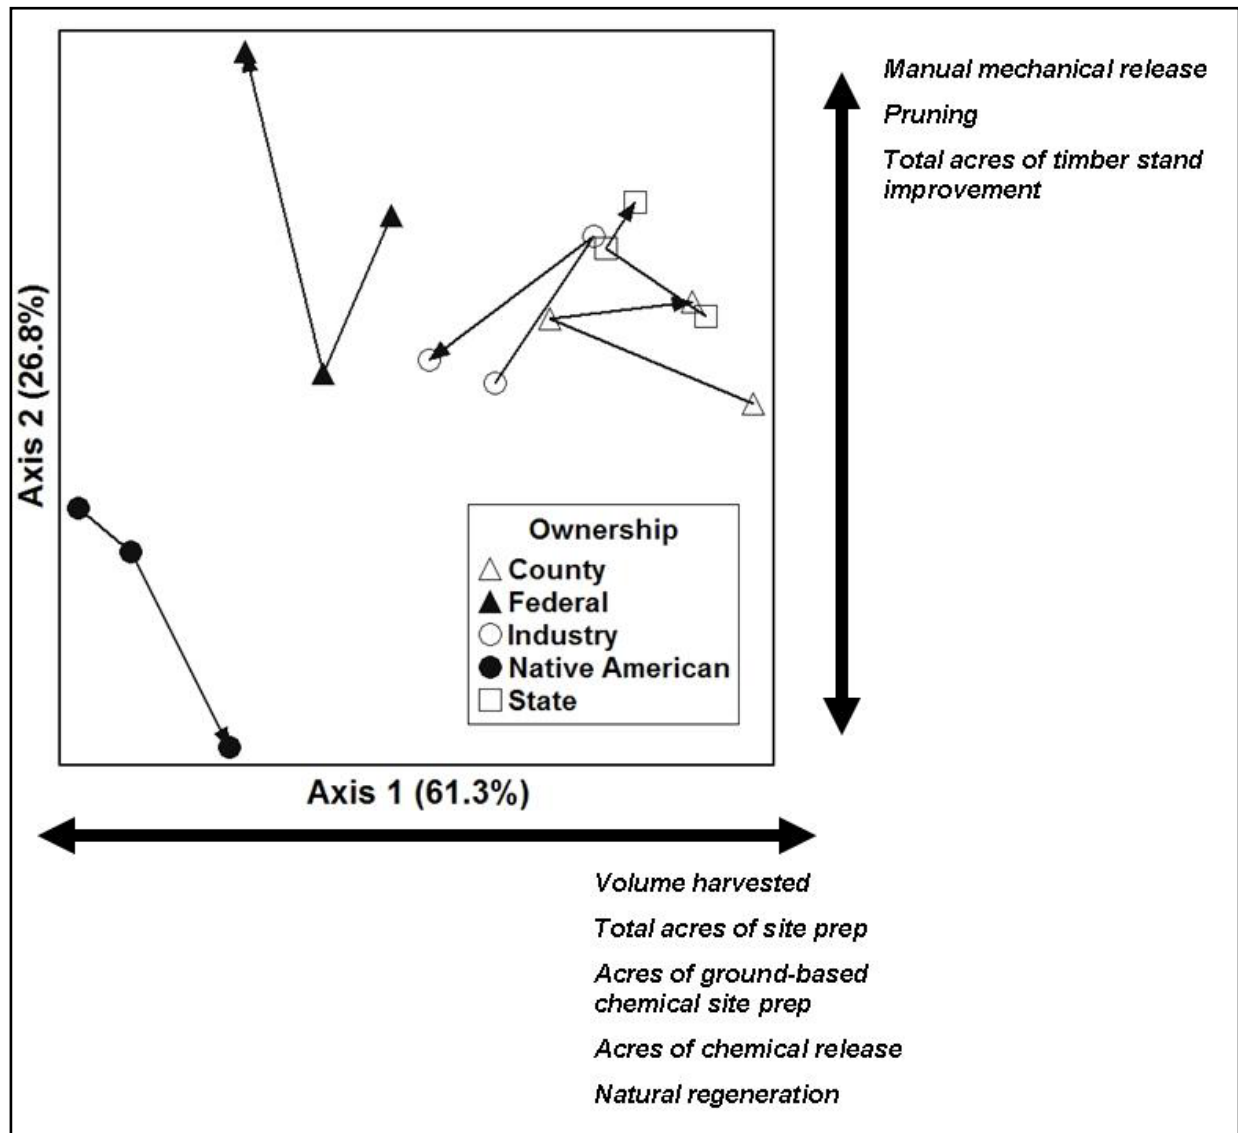 Manual mechanical release
Pruning
Total acres of timber stand
improvement
Axis 2 (26.8%)
Ownership
County
Federal
Industry
Native American
State
Axis 1 (61.3%)
Volume harvested
Total acres of site prep
Acres of ground-based
chemical site prep
Acres of chemical release
Natural regeneration